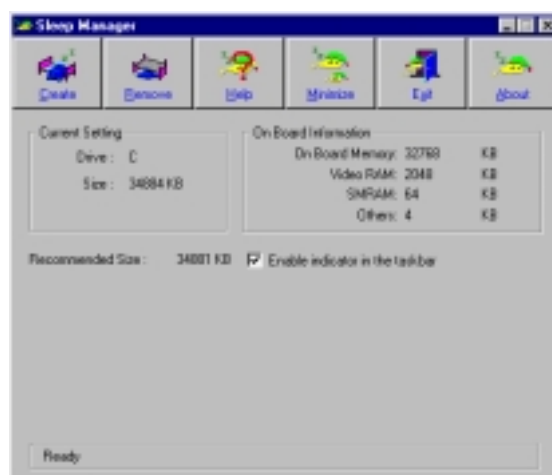 Sleep Manager
Create Remove Help Minimize Exit About
Current Setting
Drive : C
Size : 34884 KB
On Board Information
On Board Memory: 32768 KB
Video RAM: 2048 KB
SMRAM: 64 KB
Others: 4 KB
Recommended Size : 34881 KB
Enable indicator in the taskbar
Ready